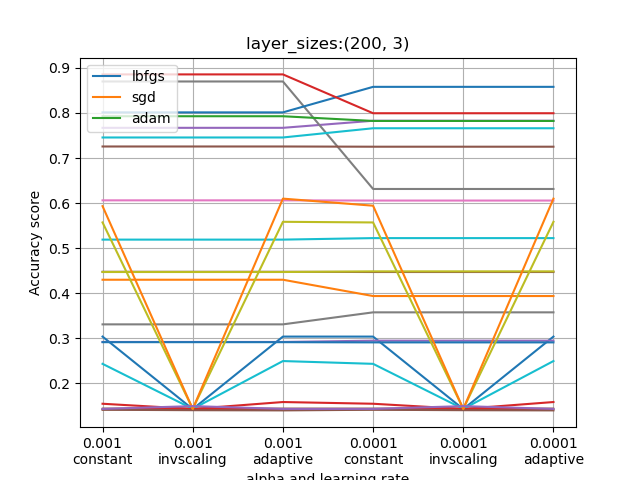 layer_sizes:(200, 3)
lbfgs
sgd
adam
Accuracy score
0.9
0.8
0.7
0.6
0.5
0.4
0.3
0.2
0.001 0.001 0.001 0.0001 0.0001 0.0001
constant invscaling adaptive constant invscaling adaptive
alpha and learning rate